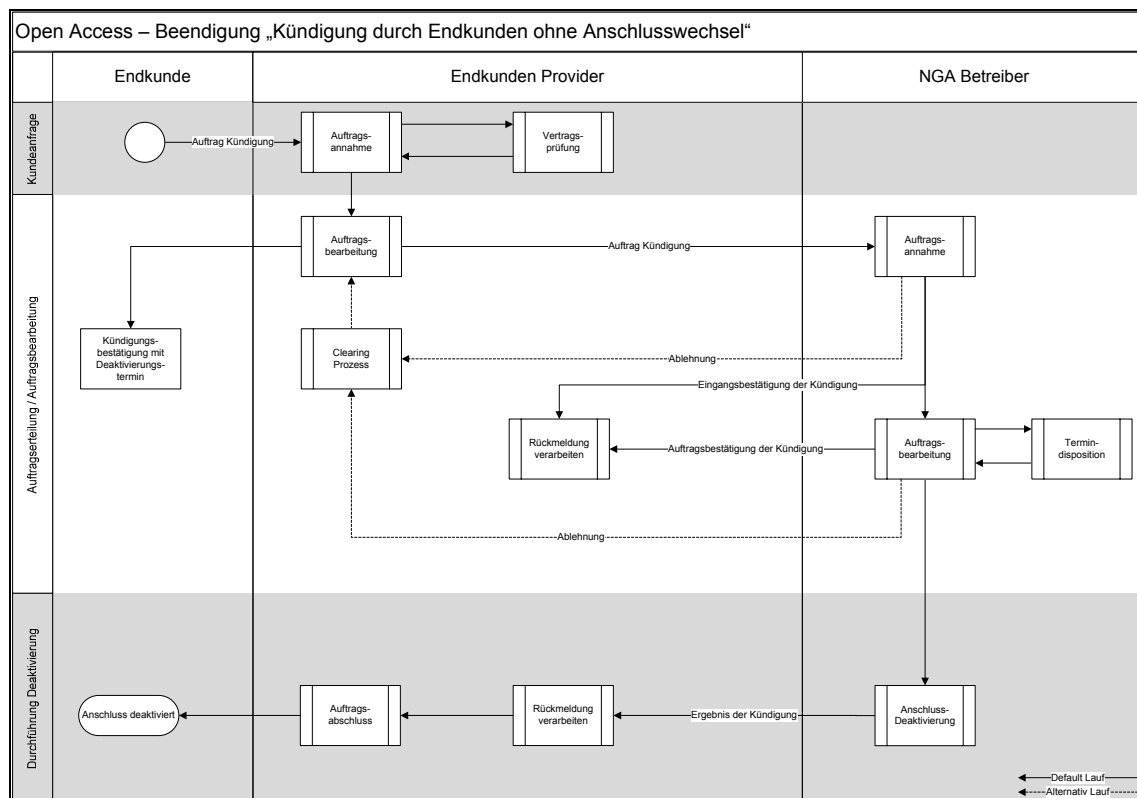 Open Access – Beendigung „Kündigung durch Endkunden ohne Anschlusswechsel“
Endkunde
Endkunden Provider
NGA Betreiber
Kundeanfrage
Auftrag Kündigung
Auftrags-
annahme
Vertrags-
prüfung
Auftragserteilung / Auftragsbearbeitung
Auftrags-
bearbeitung
Auftrag Kündigung
Auftrags-
annahme
Kündigungs-
bestätigung mit
Deaktivierungs-
termin
Clearing
Prozess
Ablehnung
Eingangsbestätigung der Kündigung
Rückmeldung
verarbeiten
Auftragsbestätigung der Kündigung
Auftrags-
bearbeitung
Termin-
disposition
Ablehnung
Durchführung Deaktivierung
Anschluss deaktiviert
Auftrags-
abschluss
Rückmeldung
verarbeiten
Ergebnis der Kündigung
Anschluss-
Deaktivierung
Default Lauf
Alternativ Lauf